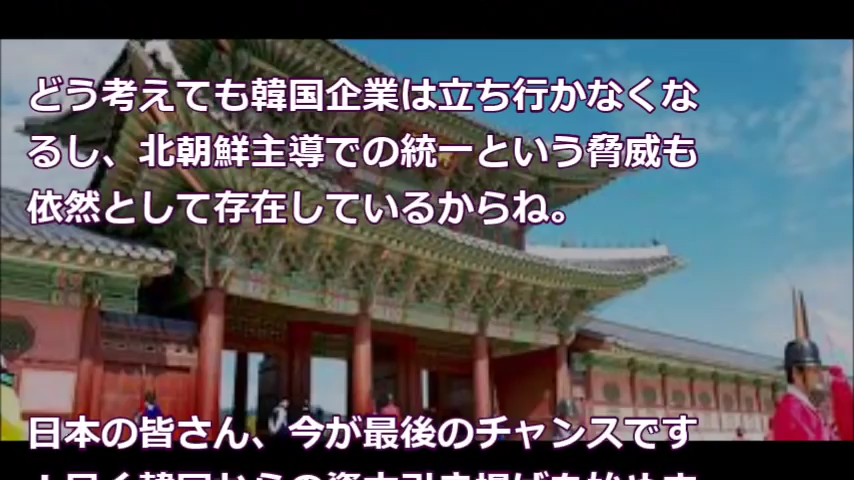 どう考えても韓国企業は立ち行かなくな
るし、北朝鮮主導での統一という脅威も
依然として存在しているからね。
日本の皆さん、今が最後のチャンスです